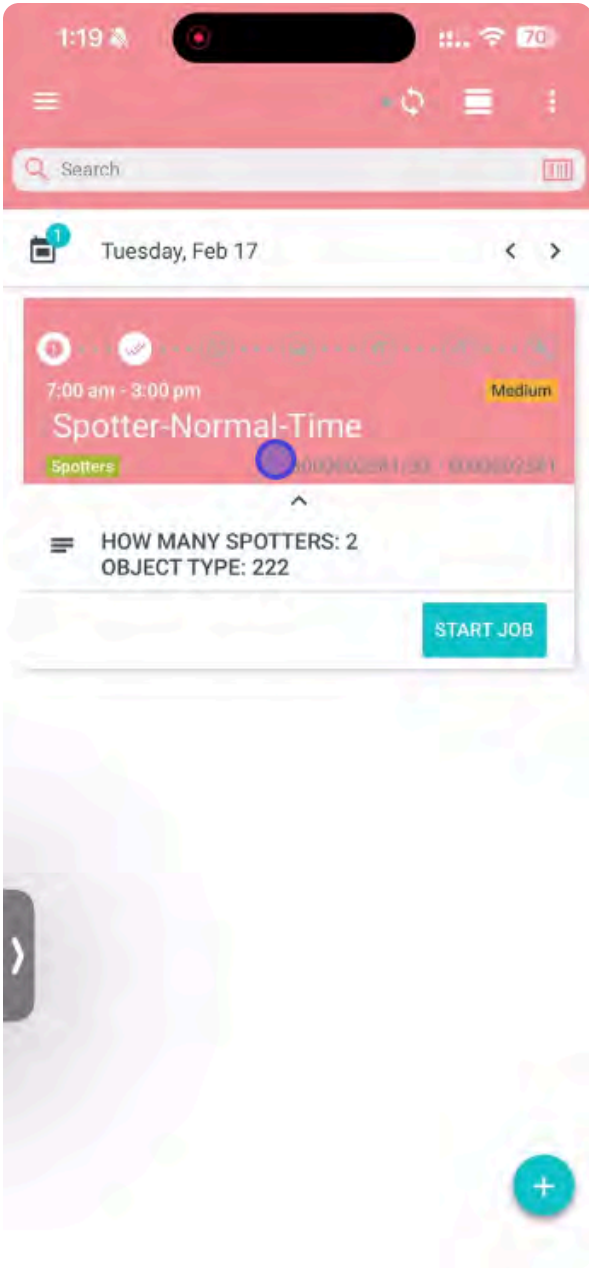 1:19
70
Search
1
Tuesday, Feb 17
7:00 am - 3:00 pm
Medium
Spotter-Normal-Time
Spotters
HOW MANY SPOTTERS: 2
OBJECT TYPE: 222
START JOB